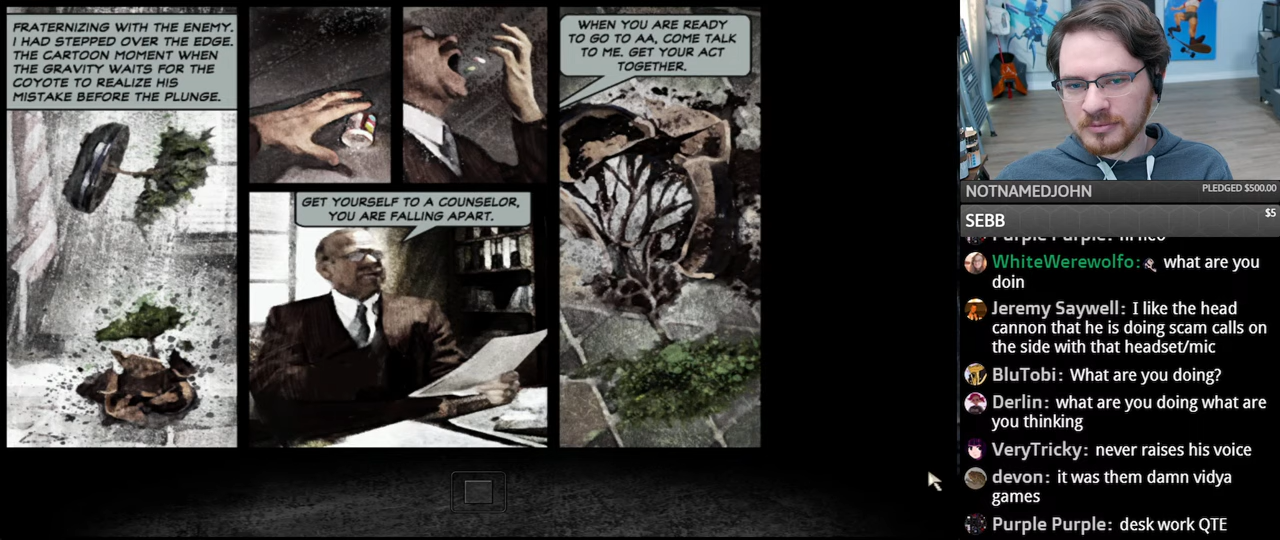 FRATERNIZING WITH THE ENEMY.
I HAD STEPPED OVER THE EDGE.
THE CARTOON MOMENT WHEN
THE GRAVITY WAITS FOR THE
COYOTE TO REALIZE HIS
MISTAKE BEFORE THE PLUNGE.
GET YOURSELF TO A COUNSELOR,
YOU ARE FALLING APART.
WHEN YOU ARE READY
TO GO TO AA, COME TALK
TO ME. GET YOUR ACT
TOGETHER.
NOTNAMEDJOHN
PLEDGED $500.00
SEBB
$5
Purple Purple: hi neo
WhiteWerewolfo: what are you
doin
Jeremy Saywell: I like the head
cannon that he is doing scam calls on
the side with that headset/mic
BluTobi: What are you doing?
Derlin: what are you doing what are
you thinking
VeryTricky: never raises his voice
devon: it was them damn vidya
games
Purple Purple: desk work QTE